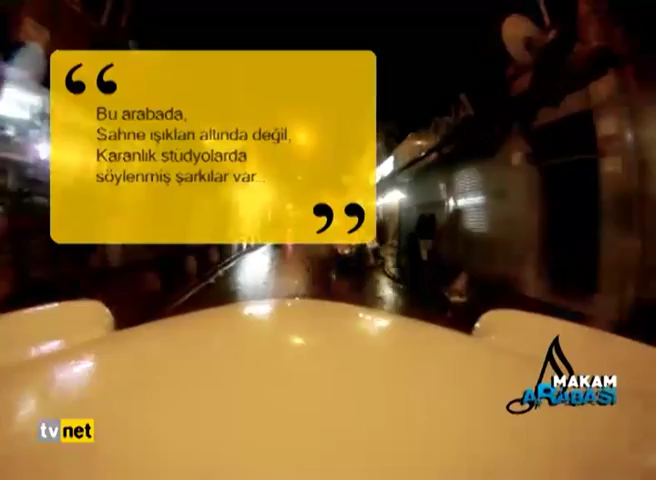 Bu arabada,
Sahne ışıkları altında değil,
Karanlık stüdyolarda
söylenmiş şarkılar var...
MAKAM
ARABASI
tvnet